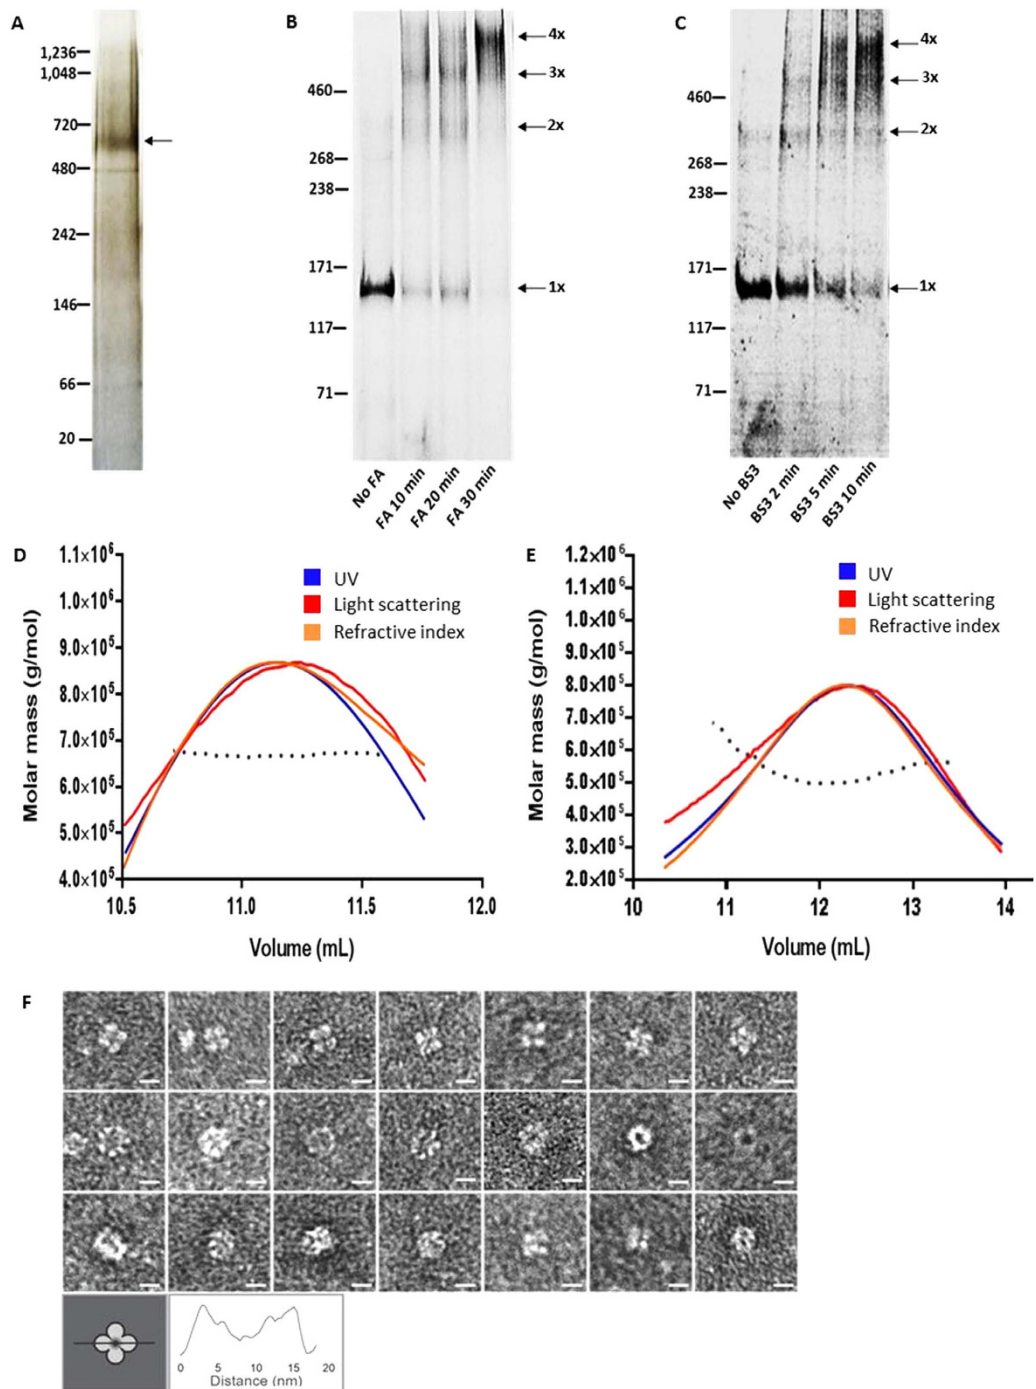 A
1,236
1,048
720
480
242
146
66
20
B
460
268
238
171
117
71
4x
3x
2x
1x
No FA
FA 10 min
FA 20 min
FA 30 min
C
460
268
238
171
117
71
4x
3x
2x
1x
No BS3
BS3 2 min
BS3 5 min
BS3 10 min
D
Molar mass (g/mol)
1.1×10⁶
1.0×10⁶
9.0×10⁵
8.0×10⁵
7.0×10⁵
6.0×10⁵
5.0×10⁵
4.0×10⁵
10.5
11.0
11.5
12.0
Volume (mL)
UV
Light scattering
Refractive index
E
Molar mass (g/mol)
1.2×10⁶
1.1×10⁶
1.0×10⁶
9.0×10⁵
8.0×10⁵
7.0×10⁵
6.0×10⁵
5.0×10⁵
4.0×10⁵
3.0×10⁵
2.0×10⁵
10
11
12
13
14
Volume (mL)
UV
Light scattering
Refractive index
F
0
5
10
15
20
Distance (nm)